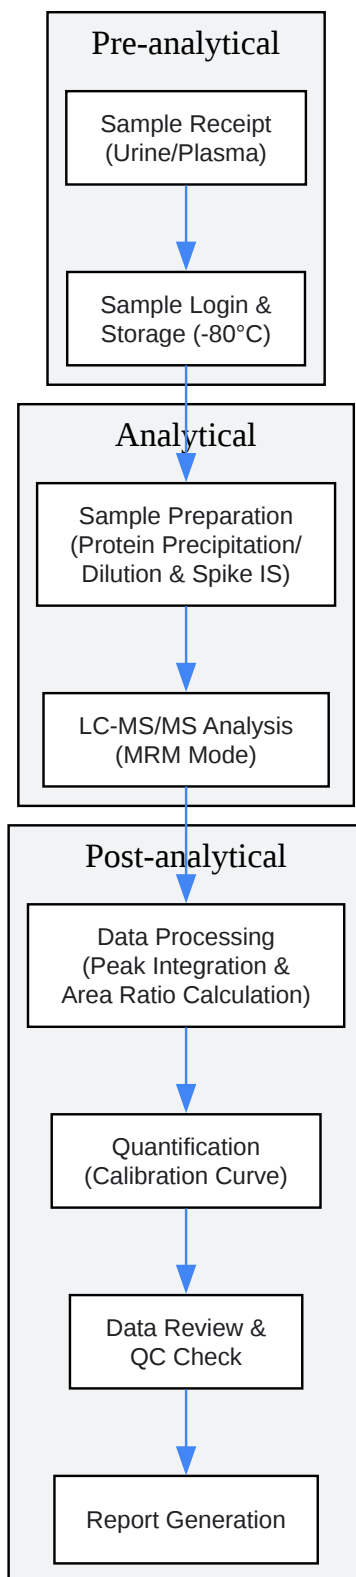 Pre-analytical
Sample Receipt
(Urine/Plasma)
Sample Login &
Storage (-80°C)
Analytical
Sample Preparation
(Protein Precipitation/
Dilution & Spike IS)
LC-MS/MS Analysis
(MRM Mode)
Post-analytical
Data Processing
(Peak Integration &
Area Ratio Calculation)
Quantification
(Calibration Curve)
Data Review &
QC Check
Report Generation